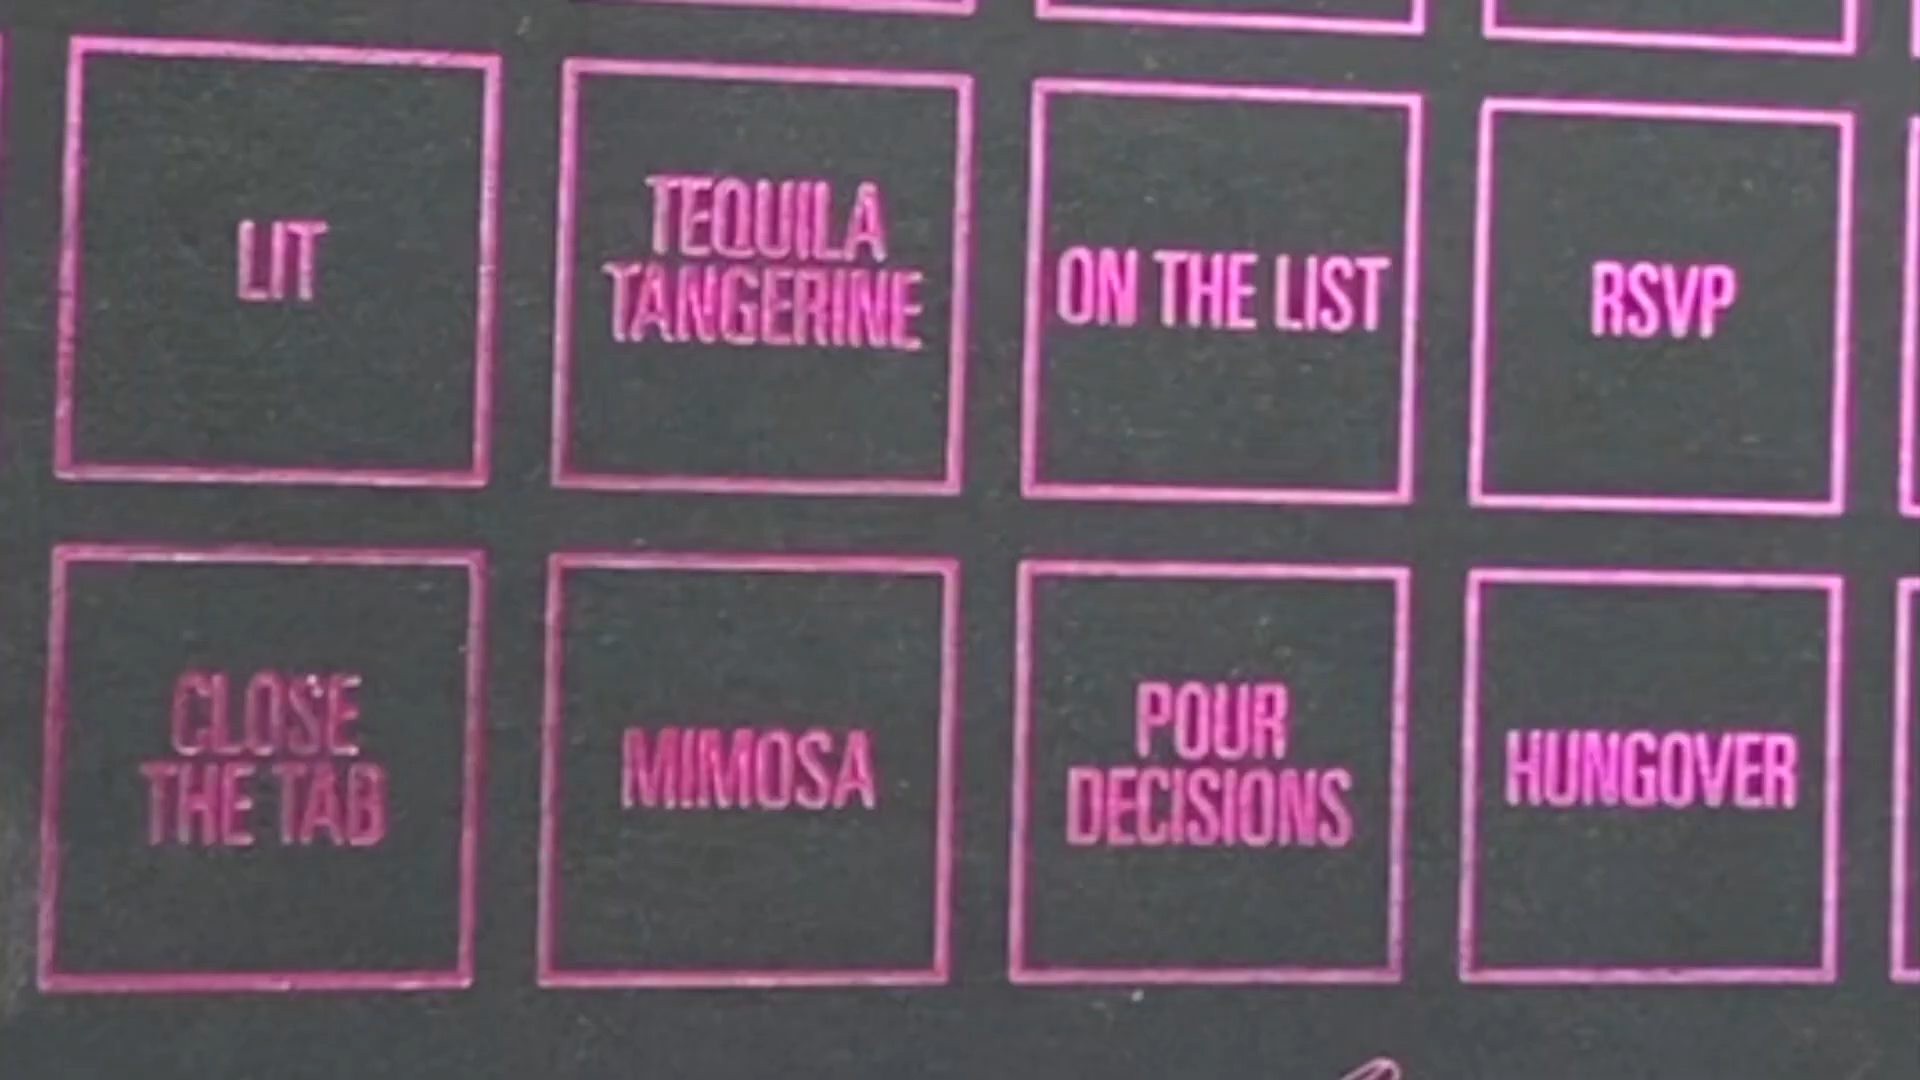 LIT
TEQUILA
TANGERINE
ON THE LIST
RSVP
CLOSE
THE TAB
MIMOSA
POUR
DECISIONS
HUNGOVER